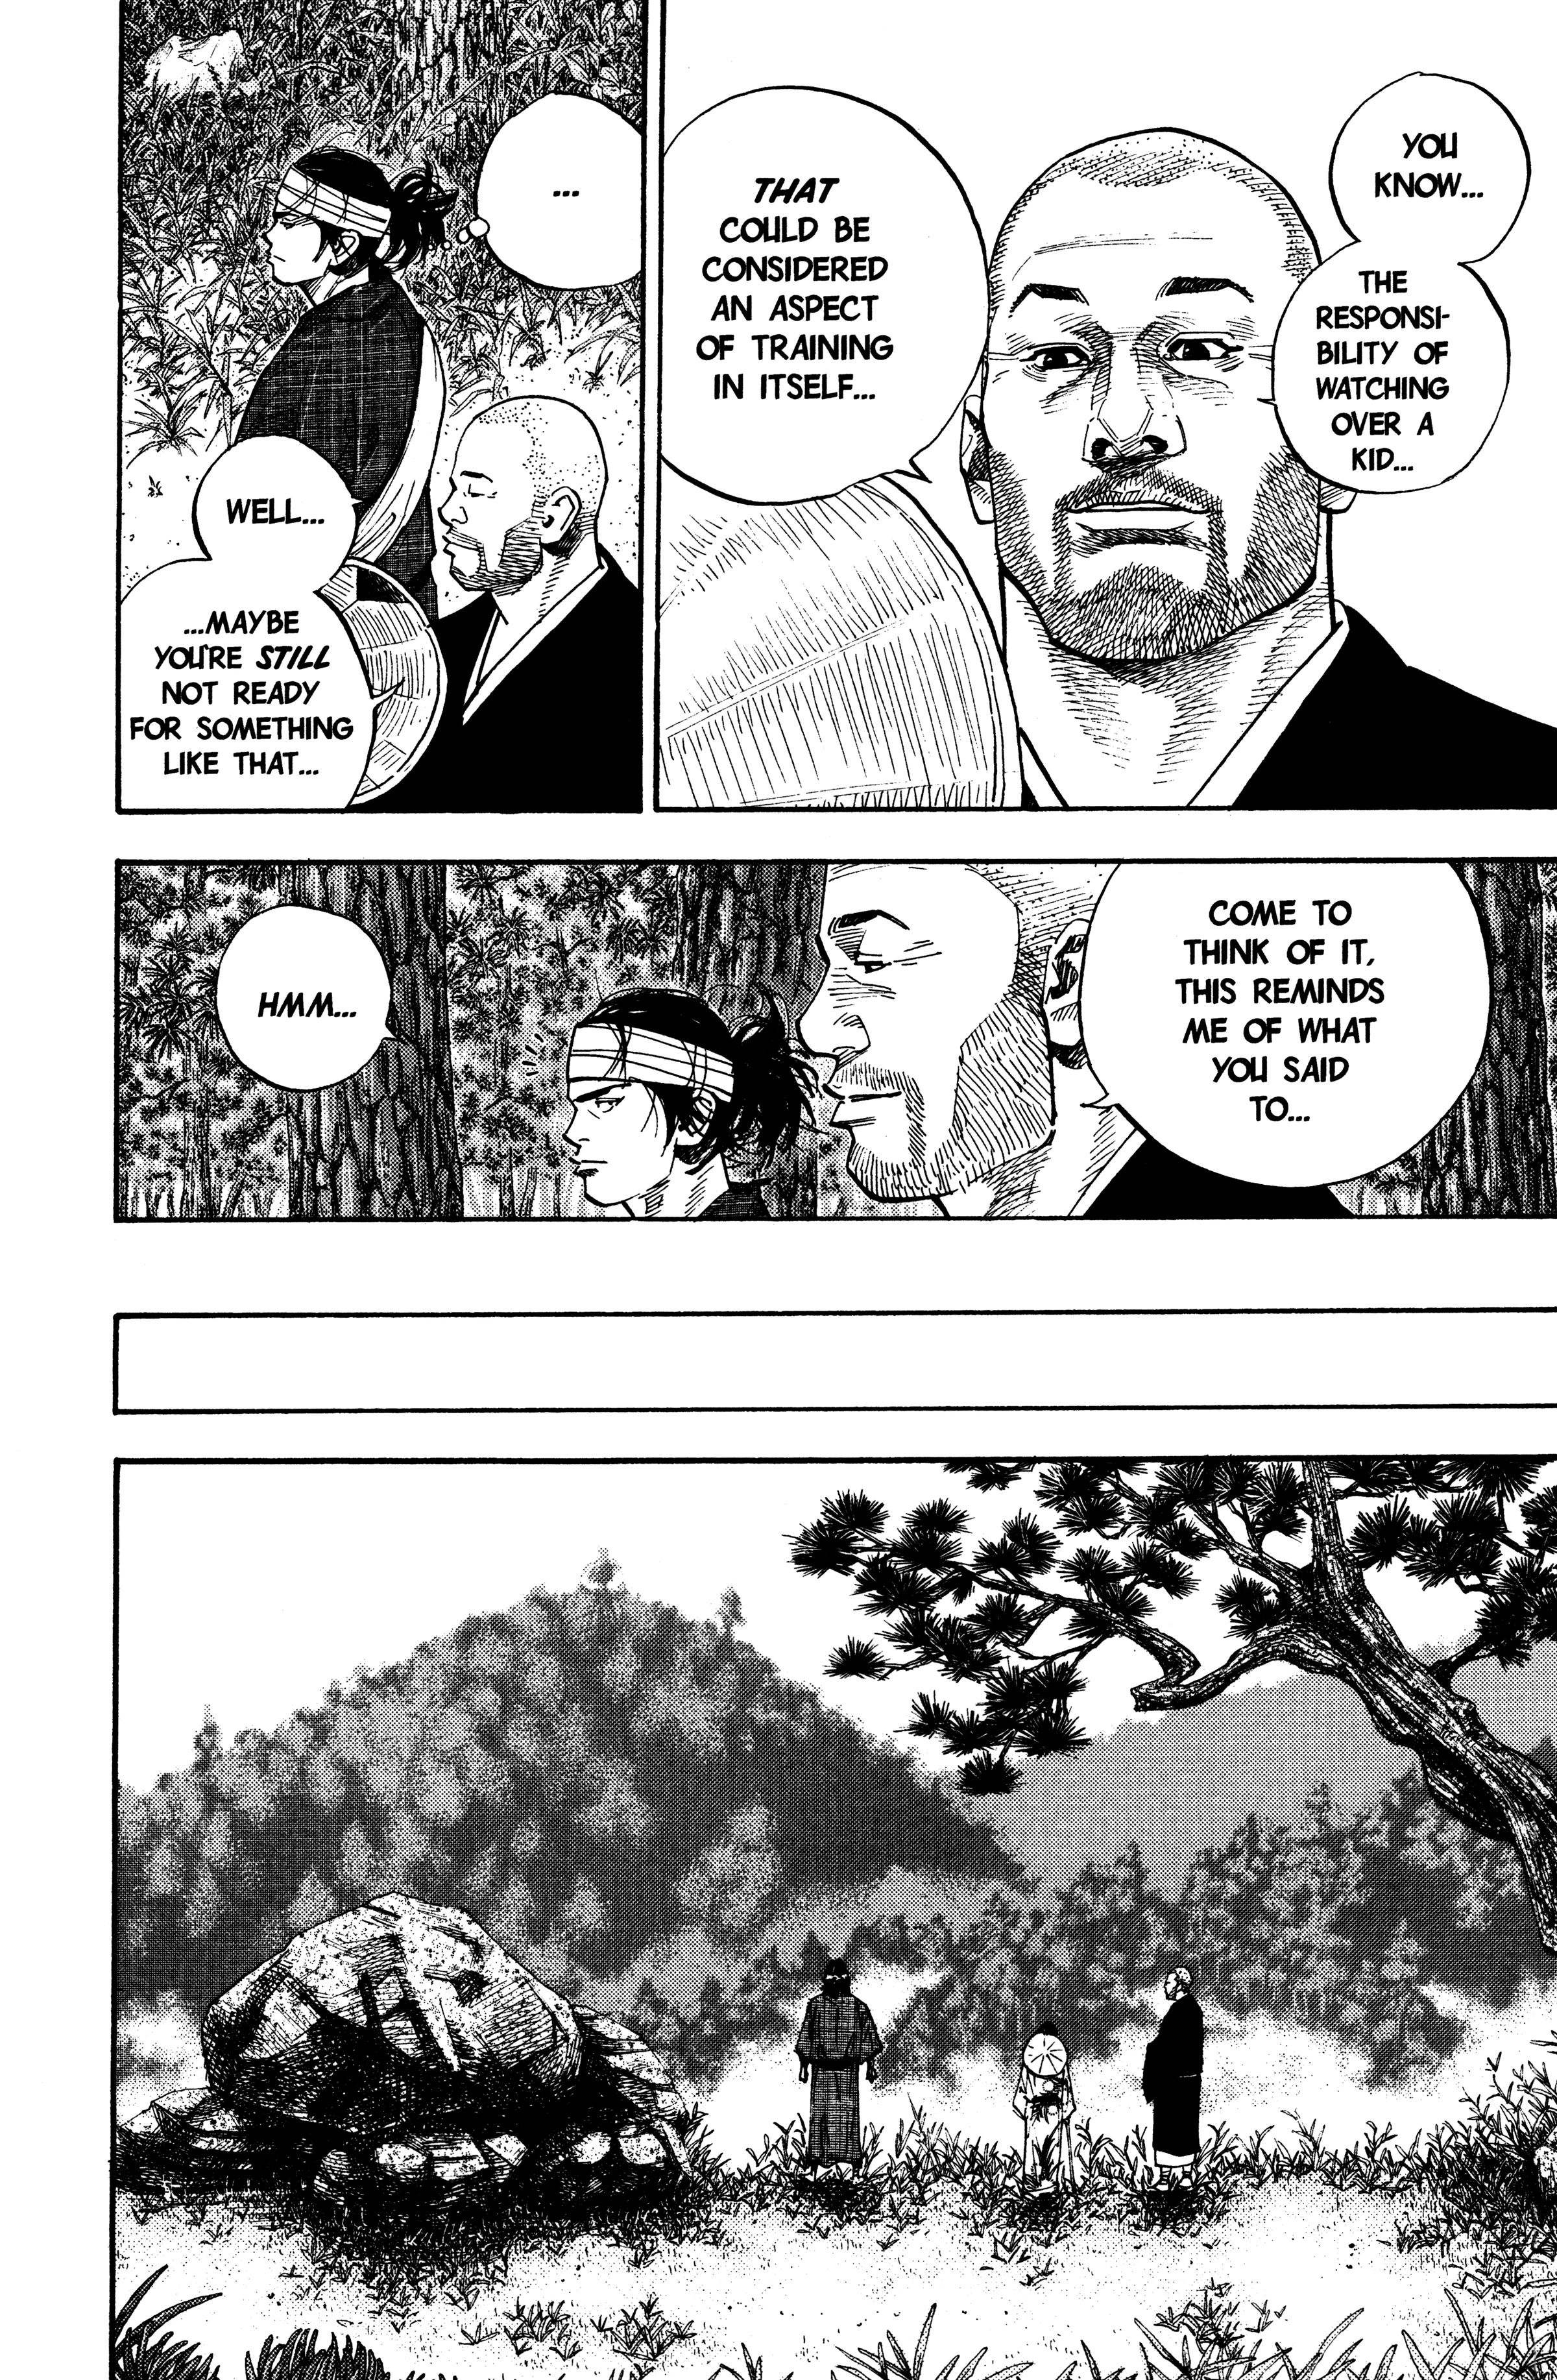 YOU
KNOW...
THE
RESPONSI-
BILITY OF
WATCHING
OVER A
KID...
THAT
COULD BE
CONSIDERED
AN ASPECT
OF TRAINING
IN ITSELF...
...
WELL...
...MAYBE
YOU'RE STILL
NOT READY
FOR SOMETHING
LIKE THAT...
COME TO
THINK OF IT,
THIS REMINDS
ME OF WHAT
YOU SAID
TO...
HMM...